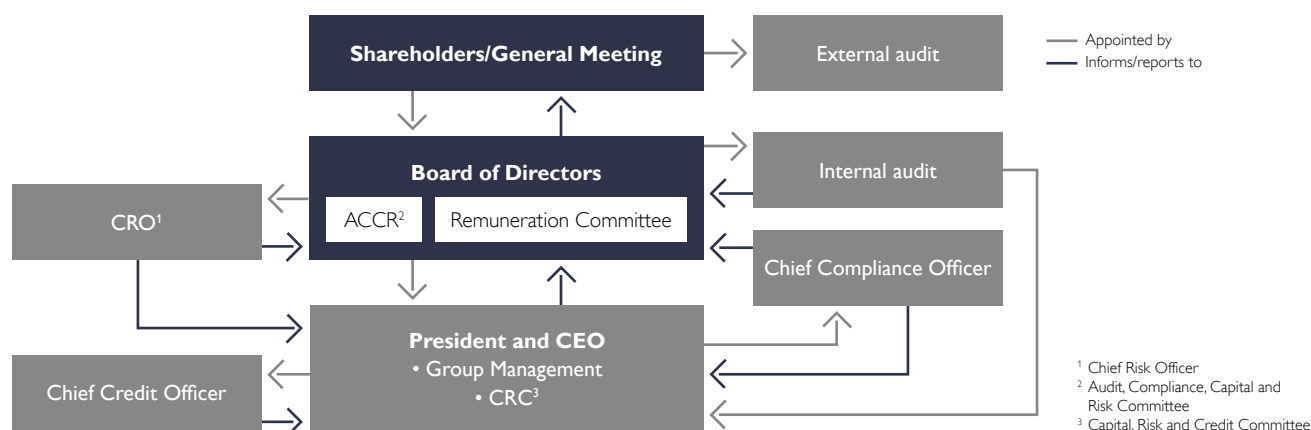 Shareholders/General Meeting
External audit
Appointed by
Informs/reports to
Board of Directors
Internal audit
ACCR²
Remuneration Committee
CRO¹
Chief Compliance Officer
President and CEO
• Group Management
• CRC³
Chief Credit Officer
¹ Chief Risk Officer
² Audit, Compliance, Capital and
Risk Committee
³ Capital, Risk and Credit Committee